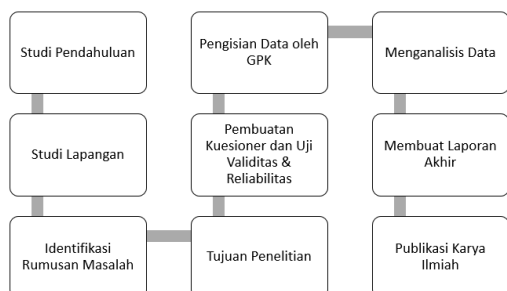 Studi Pendahuluan
Studi Lapangan
Identifikasi
Rumusan Masalah
Tujuan Penelitian
Pembuatan
Kuesioner dan Uji
Validitas &
Reliabilitas
Pengisian Data oleh
GPK
Menganalisis Data
Membuat Laporan
Akhir
Publikasi Karya
Ilmiah